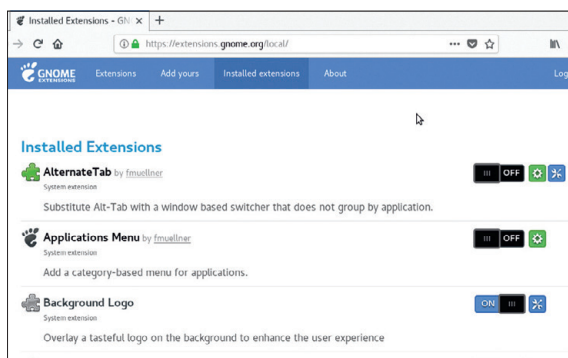 Installed Extensions - GN
https://extensions.gnome.org/local/
GNOME
EXTENSIONS
Extensions
Add yours
Installed extensions
About
Log
Installed Extensions
AlternateTab by fmuellner
OFF
System extension
Substitute Alt-Tab with a window based switcher that does not group by application.
Applications Menu by fmuellner
OFF
System extension
Add a category-based menu for applications.
Background Logo
ON
System extension
Overlay a tasteful logo on the background to enhance the user experience